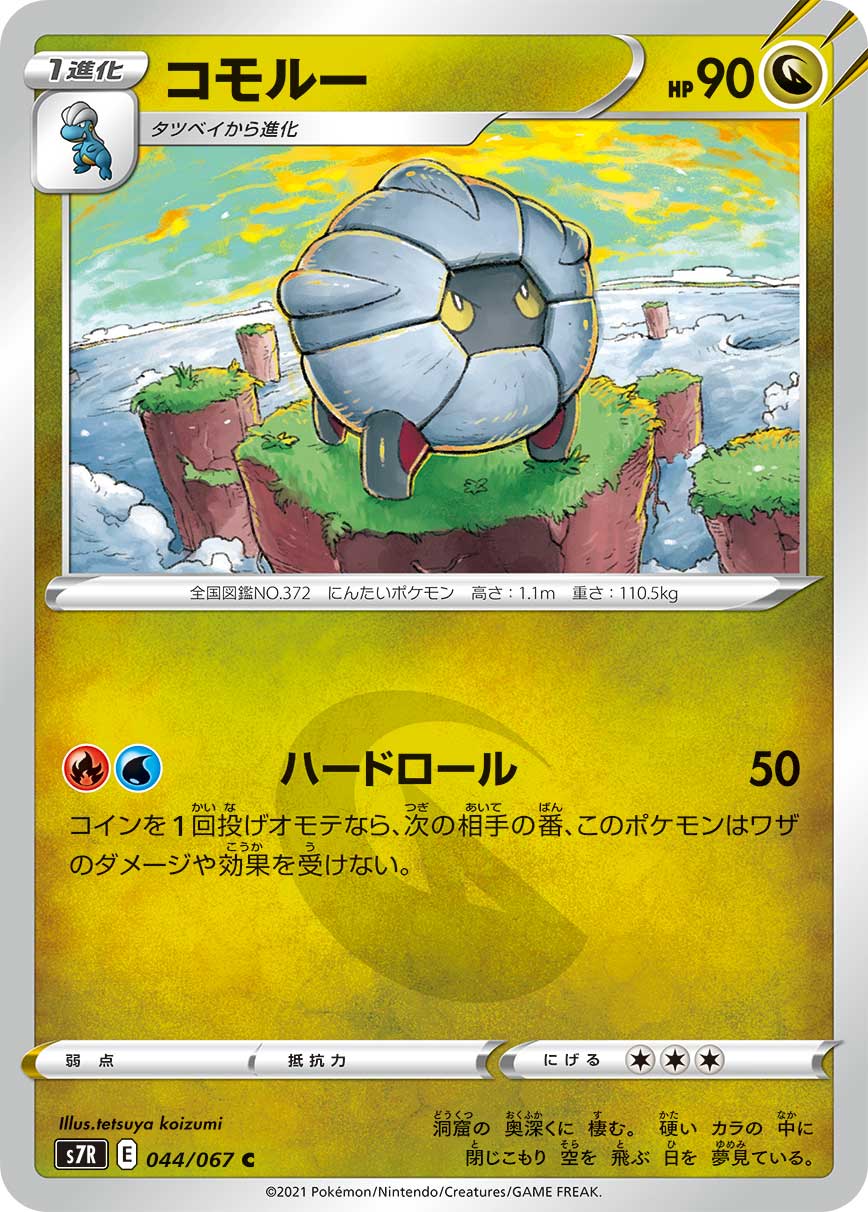 1進化
コモルー
HP 90
タツベイから進化
全国図鑑NO.372 にんたいポケモン 高さ:1.1m 重さ:110.5kg
ハードロール 50
コインを1回投げオモテなら、次の相手の番、このポケモンはワザ
のダメージや効果を受けない。
弱点 抵抗力 にげる
Illus.tetsuya koizumi
洞窟の 奥深くに 棲む。 硬い カラの 中に
閉じこもり 空を 飛ぶ 日を 夢見ている。
s7R E 044/067 C
©2021 Pokémon/Nintendo/Creatures/GAME FREAK.